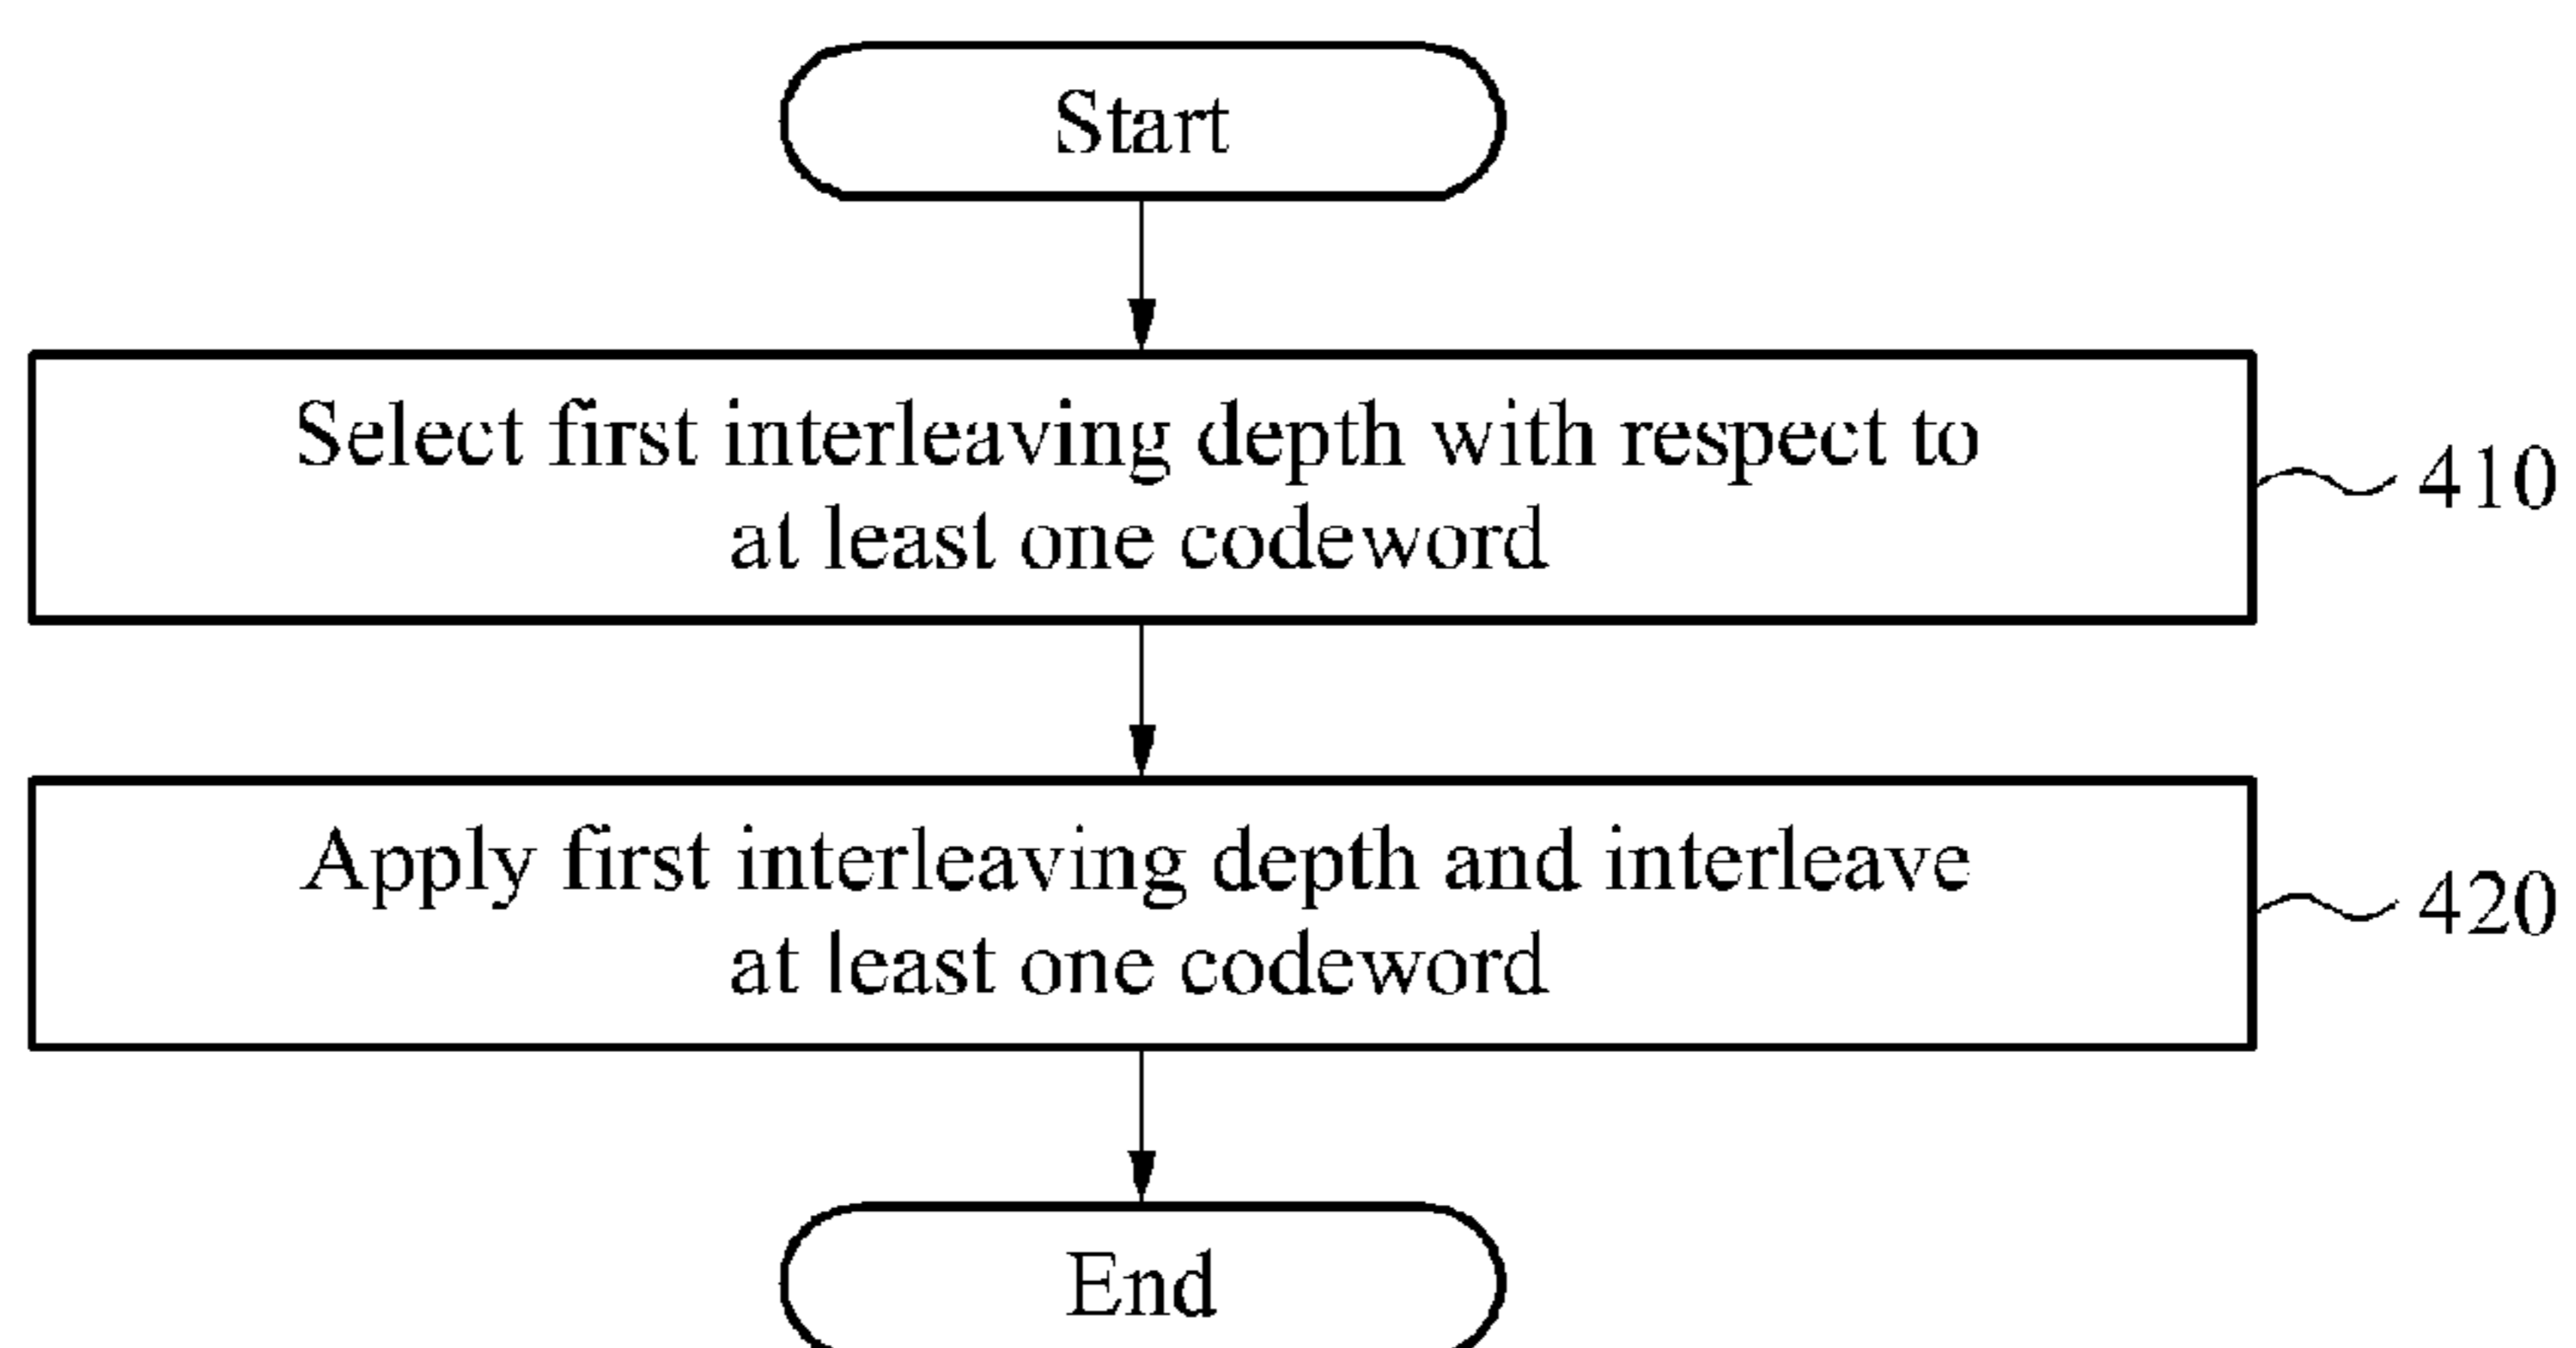 Start
Select first interleaving depth with respect to
at least one codeword
410
Apply first interleaving depth and interleave
at least one codeword
420
End